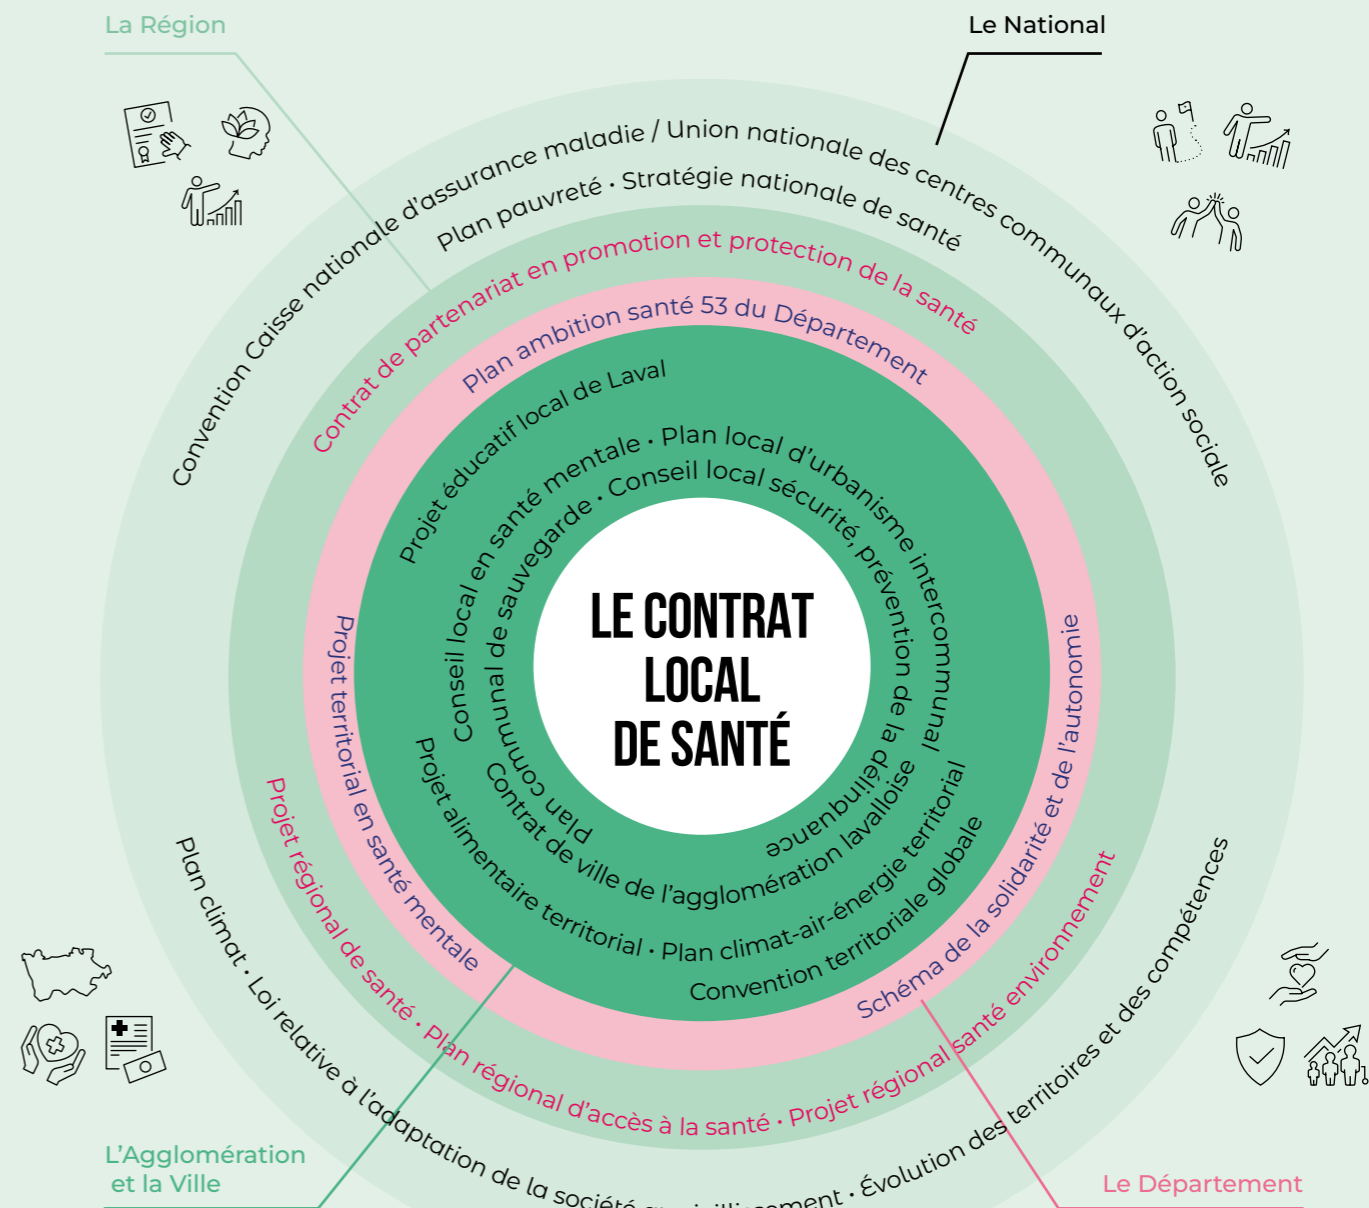 La Région
Le National
Convention Caisse nationale d'assurance maladie / Union nationale des centres communaux d'action sociale
Plan pauvreté · Stratégie nationale de santé
Contrat de partenariat en promotion et protection de la santé
Plan ambition santé 53 du Département
Projet éducatif local de Laval
Conseil local en santé mentale · Plan local d'urbanisme intercommunal
Plan communal de sauvegarde · Conseil local sécurité, prévention de la délinquance
LE CONTRAT
LOCAL
DE SANTÉ
Contrat de ville de l'agglomération lavalloise
Projet alimentaire territorial · Plan climat-air-énergie territorial
Convention territoriale globale
Projet territorial en santé mentale
Schéma de la solidarité et de l'autonomie
Projet régional de santé · Plan régional d'accès à la santé · Projet régional santé environnement
Plan climat · Loi relative à l'adaptation de la société · Évolution des territoires et des compétences
L'Agglomération
et la Ville
Le Département